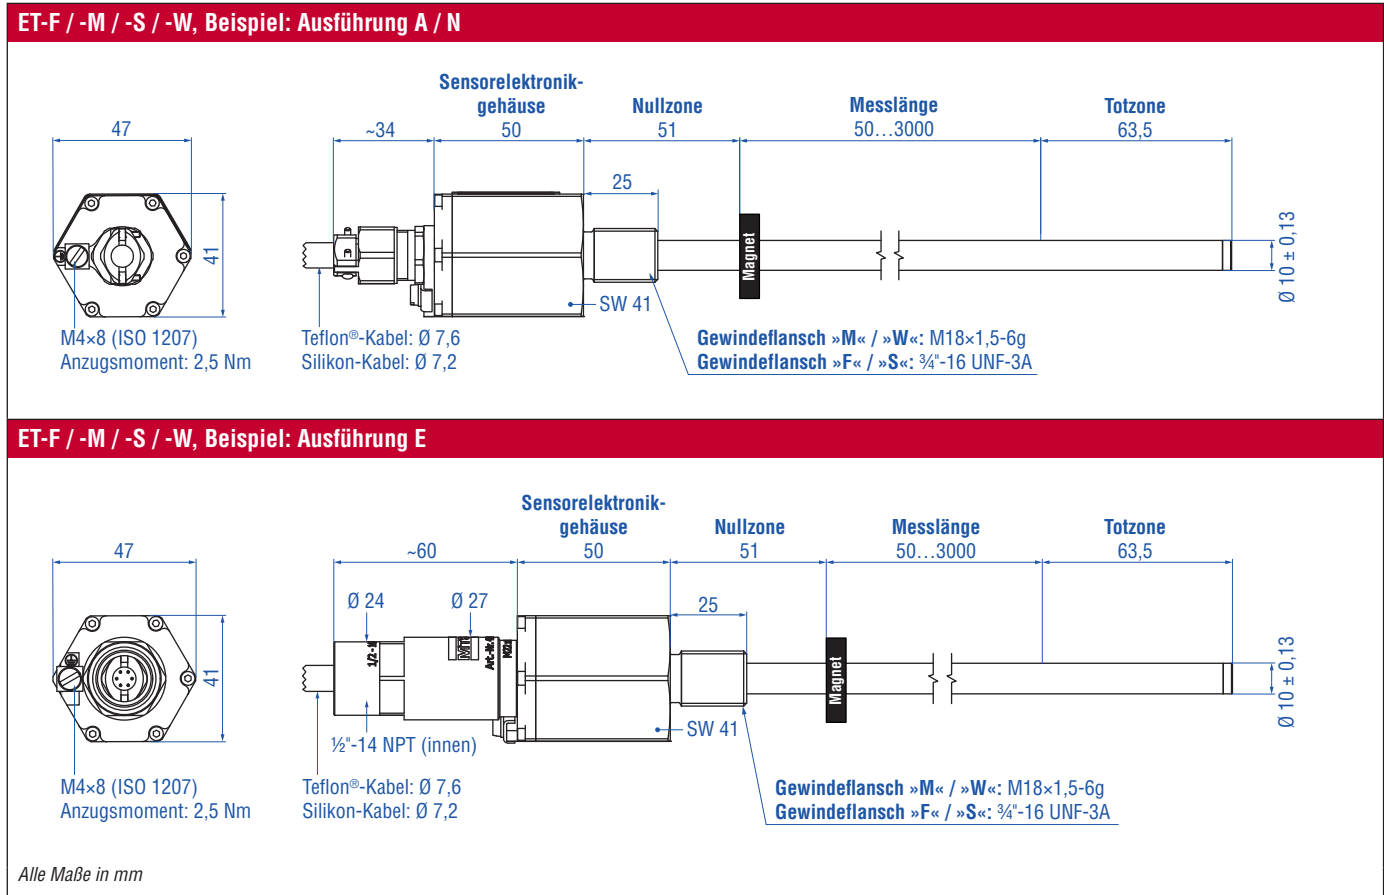 ET-F / -M / -S / -W, Beispiel: Ausführung A / N
Sensorelektronik-
gehäuse
Nullzone
Messlänge
Totzone
47
~34
50
51
50…3000
63,5
25
41
Magnet
Ø 10 ± 0,13
SW 41
M4×8 (ISO 1207)
Anzugsmoment: 2,5 Nm
Teflon®-Kabel: Ø 7,6
Silikon-Kabel: Ø 7,2
Gewindeflansch »M« / »W«: M18×1,5-6g
Gewindeflansch »F« / »S«: ¾"-16 UNF-3A
ET-F / -M / -S / -W, Beispiel: Ausführung E
Sensorelektronik-
gehäuse
Nullzone
Messlänge
Totzone
47
~60
50
51
50…3000
63,5
Ø 24
Ø 27
25
41
1/2-1
Art.-Nr.
Magnet
Ø 10 ± 0,13
SW 41
½"-14 NPT (innen)
M4×8 (ISO 1207)
Anzugsmoment: 2,5 Nm
Teflon®-Kabel: Ø 7,6
Silikon-Kabel: Ø 7,2
Gewindeflansch »M« / »W«: M18×1,5-6g
Gewindeflansch »F« / »S«: ¾"-16 UNF-3A
Alle Maße in mm